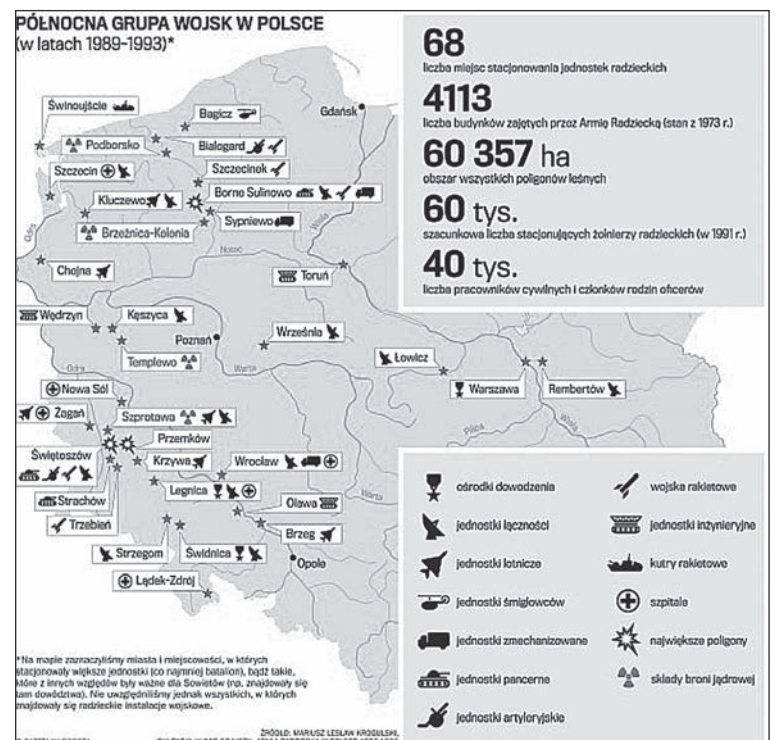 PÓŁNOCNA GRUPA WOJSK W POLSCE
(w latach 1989-1993)*
68
liczba miejsc stacjonowania jednostek radzieckich
4113
liczba budynków zajętych przez Armię Radziecką (stan z 1973 r.)
60 357 ha
obszar wszystkich poligonów leśnych
60 tys.
szacunkowa liczba stacjonujących żołnierzy radzieckich (w 1991 r.)
40 tys.
liczba pracowników cywilnych i członków rodzin oficerów
Świnoujście
Bagicz
Gdańsk
Podborsko
Białogard
Szczecin
Szczecinek
Kluczewo
Borne Sulinowo
Sypniewo
Brzeźnica-Kolonia
Odra
Wisła
Noteć
Chojna
Toruń
Wędrzyn
Kęszyca
Poznań
Września
Templewo
Warta
Łowicz
Warszawa
Rembertów
Odra
Nowa Sól
Żagań
Szprotawa
Pilica
Wisła
Świętoszów
Przemków
Krzywa
Wrocław
Strachów
Legnica
Oława
Warta
Trzebień
Brzeg
Strzegom
Świdnica
Opole
Lądek-Zdrój
ośrodki dowodzenia
jednostki łączności
jednostki lotnicze
jednostki śmigłowców
jednostki zmechanizowane
jednostki pancerne
jednostki artyleryjskie
wojska rakietowe
jednostki inżynieryjne
kutry rakietowe
szpitale
największe poligony
składy broni jądrowej
*Na mapie zaznaczyliśmy miasta i miejscowości, w których
stacjonowały większe jednostki (co najmniej batalion), bądź takie,
które z innych względów były ważne dla Sowietów (np. znajdowały się
tam dowództwa). Nie uwzględniliśmy jednak wszystkich, w których
znajdowały się radzieckie instalacje wojskowe.
ŹRÓDŁO: MARIUSZ LESŁAW KROGULSKI,